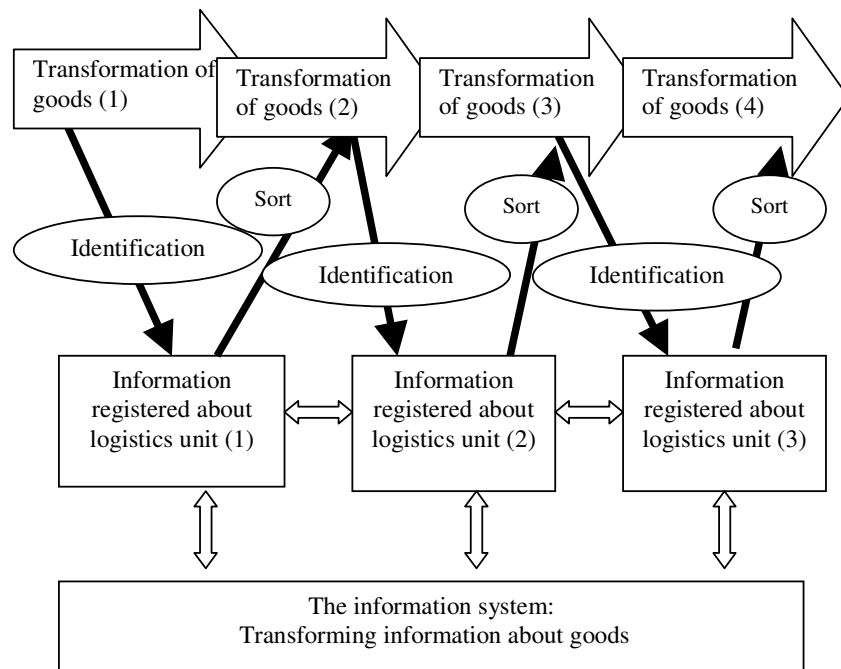 Transformation of
goods (1)
Transformation
of goods (2)
Transformation
of goods (3)
Transformation
of goods (4)
Sort
Sort
Sort
Identification
Identification
Identification
Information
registered about
logistics unit (1)
Information
registered about
logistics unit (2)
Information
registered about
logistics unit (3)
The information system:
Transforming information about goods